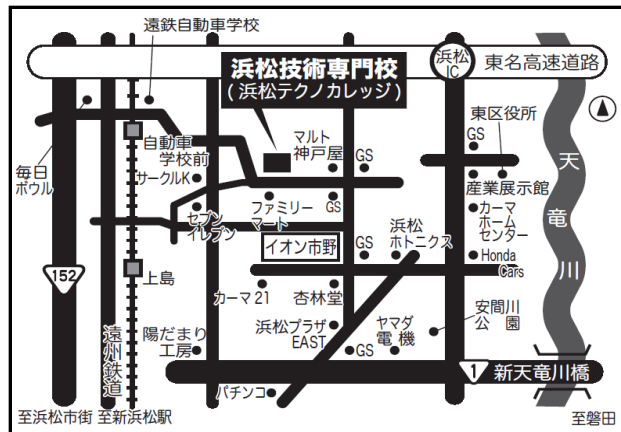 遠鉄自動車学校
浜松
IC
東名高速道路
浜松技術専門校
(浜松テクノカレッジ)
東区役所
GS
自動車
学校前
マルト
神戸屋
GS
毎日
ボウル
サークルK
産業展示館
天竜川
ファミリー
マート
GS
セブン
イレブン
カーマ
ホーム
センター
浜松
ホトニクス
イオン市野
GS
Honda
Cars
152
上島
カーマ21
杏林堂
安間川
公園
遠州鉄道
陽だまり
工房
浜松プラザ
EAST
ヤマダ
電機
GS
1
新天竜川橋
パチンコ
至浜松市街
至新浜松駅
至磐田